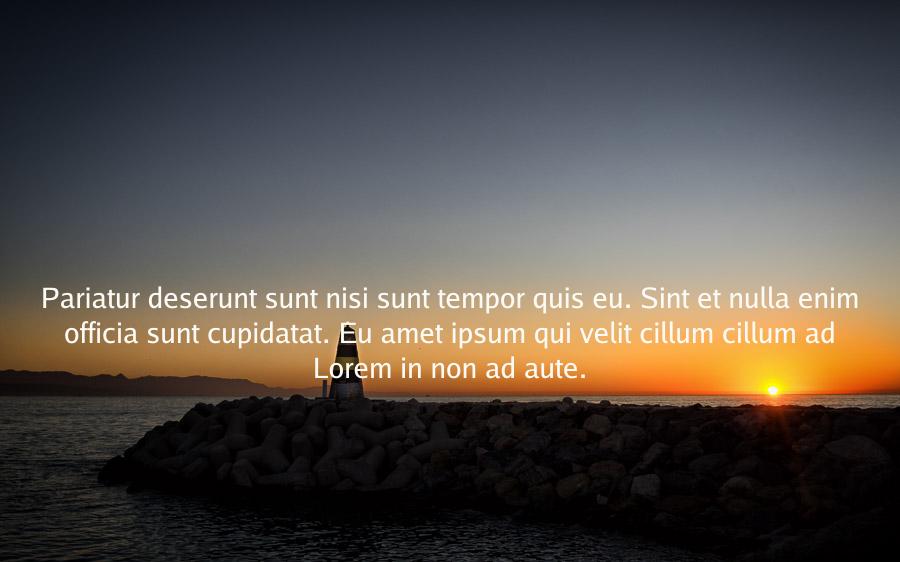 Pariatur deserunt sunt nisi sunt tempor quis eu. Sint et nulla enim
officia sunt cupidatat. Eu amet ipsum qui velit cillum cillum ad
Lorem in non ad aute.